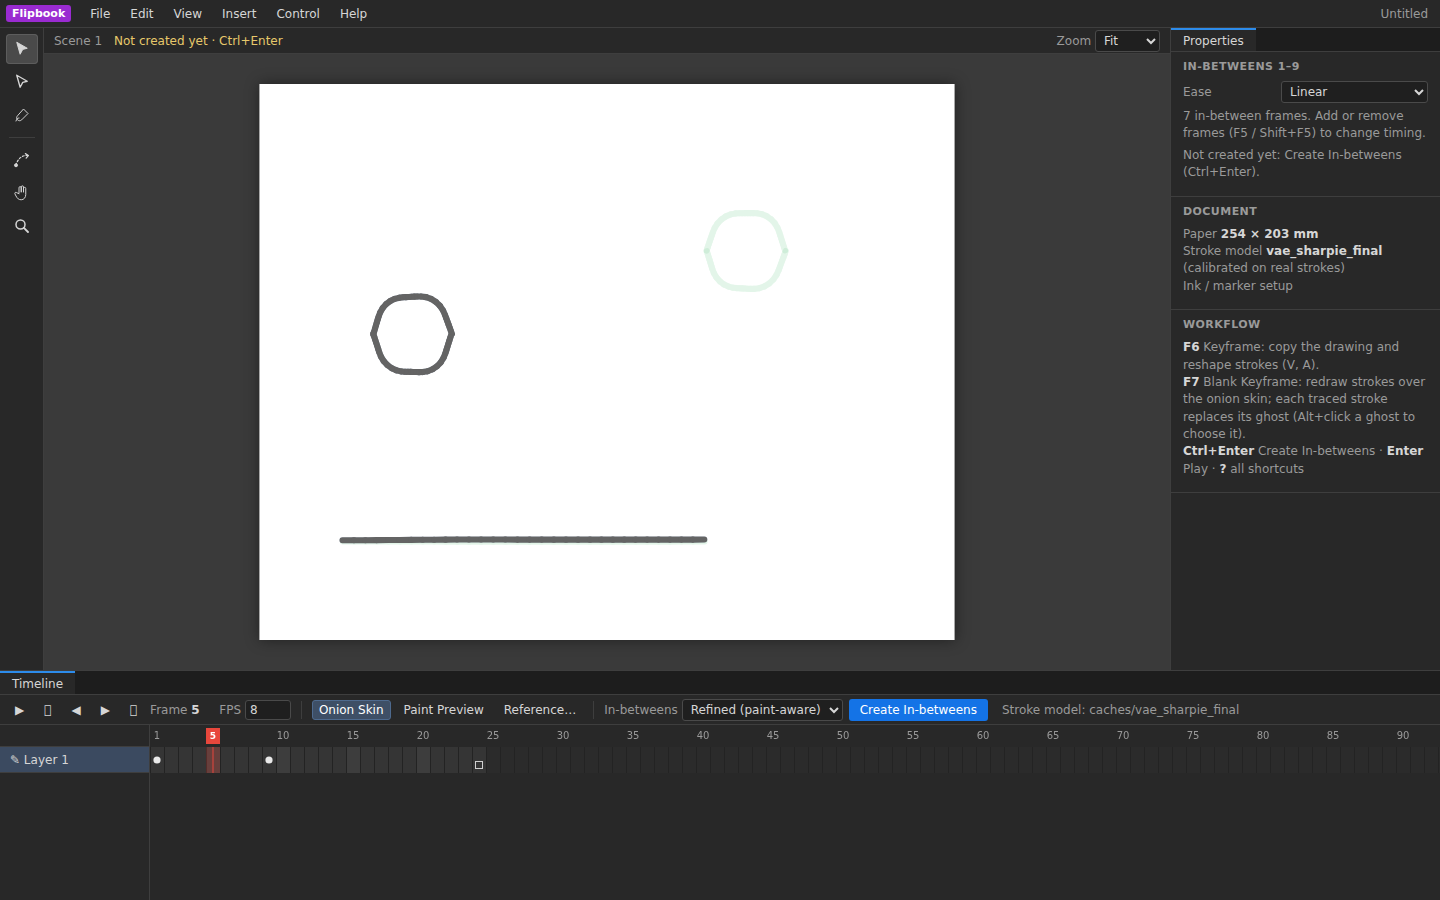 Flipbook File Edit View Insert Control Help Untitled
Scene 1 Not created yet · Ctrl+Enter Zoom Fit
Properties
IN-BETWEENS 1–9
Ease Linear
7 in-between frames. Add or remove
frames (F5 / Shift+F5) to change timing.
Not created yet: Create In-betweens
(Ctrl+Enter).
DOCUMENT
Paper 254 × 203 mm
Stroke model vae_sharpie_final
(calibrated on real strokes)
Ink / marker setup
WORKFLOW
F6 Keyframe: copy the drawing and
reshape strokes (V, A).
F7 Blank Keyframe: redraw strokes over
the onion skin; each traced stroke
replaces its ghost (Alt+click a ghost to
choose it).
Ctrl+Enter Create In-betweens · Enter
Play · ? all shortcuts
Timeline
Frame 5 FPS 8 Onion Skin Paint Preview Reference… In-betweens Refined (paint-aware) Create In-betweens Stroke model: caches/vae_sharpie_final
1 5 10 15 20 25 30 35 40 45 50 55 60 65 70 75 80 85 90
✎ Layer 1